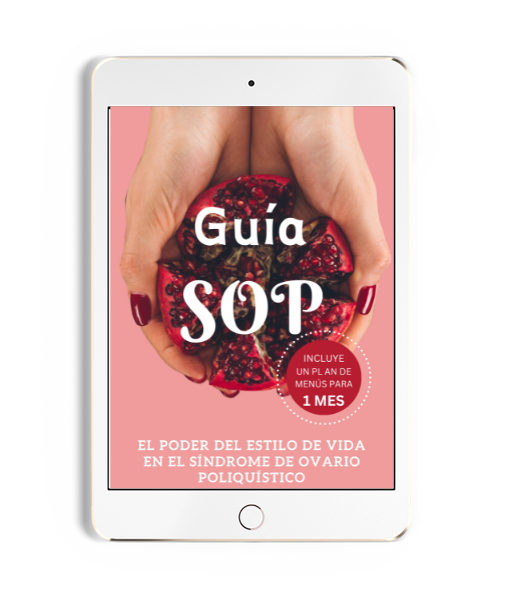 Guía
SOP
INCLUYE
UN PLAN DE
MENÚS PARA
1 MES
EL PODER DEL ESTILO DE VIDA
EN EL SÍNDROME DE OVARIO
POLIQUÍSTICO